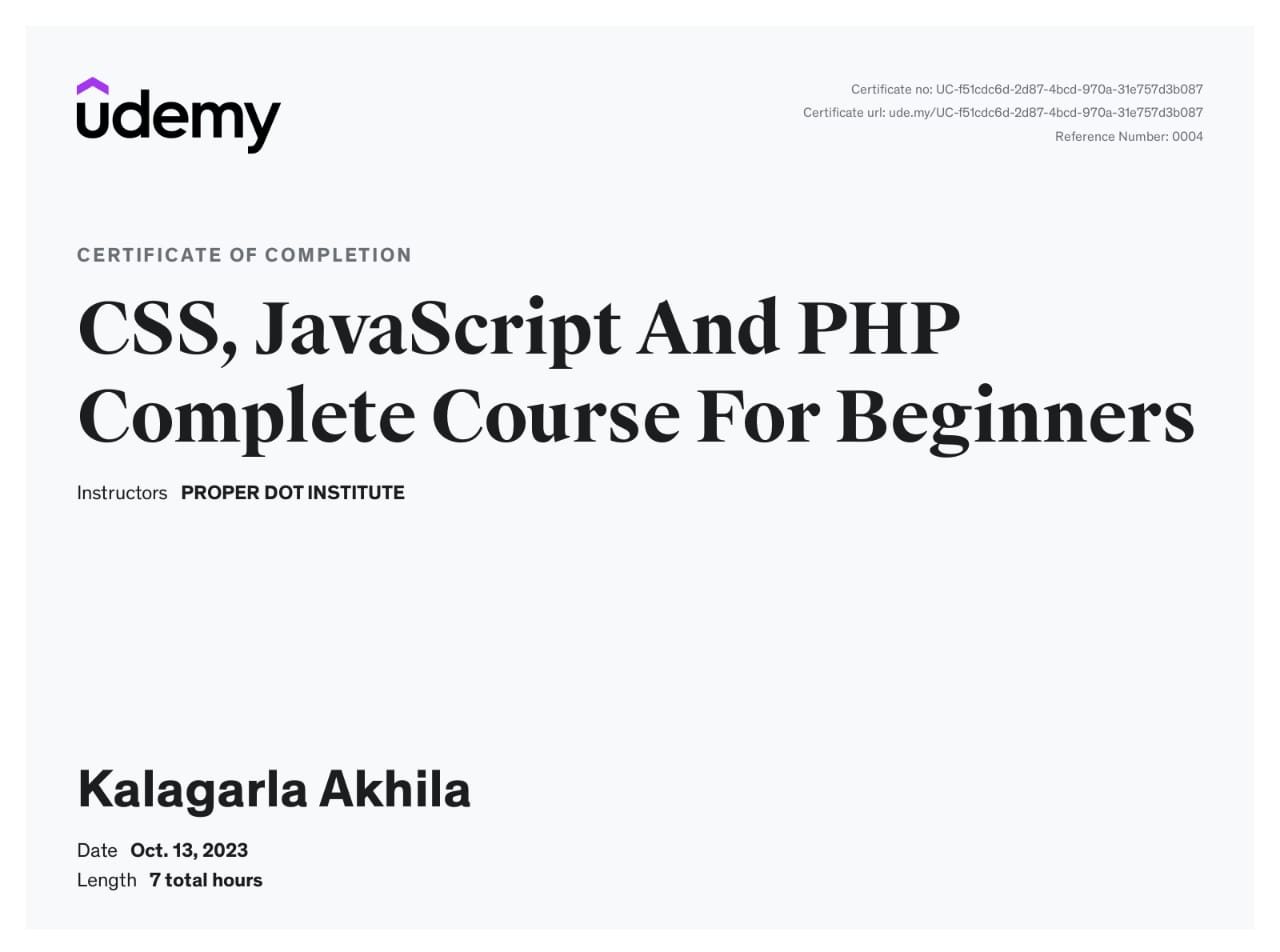 udemy
Certificate no: UC-f51cdc6d-2d87-4bcd-970a-31e757d3b087
Certificate url: ude.my/UC-f51cdc6d-2d87-4bcd-970a-31e757d3b087
Reference Number: 0004
CERTIFICATE OF COMPLETION
CSS, JavaScript And PHP
Complete Course For Beginners
Instructors PROPER DOT INSTITUTE
Kalagarla Akhila
Date Oct. 13, 2023
Length 7 total hours